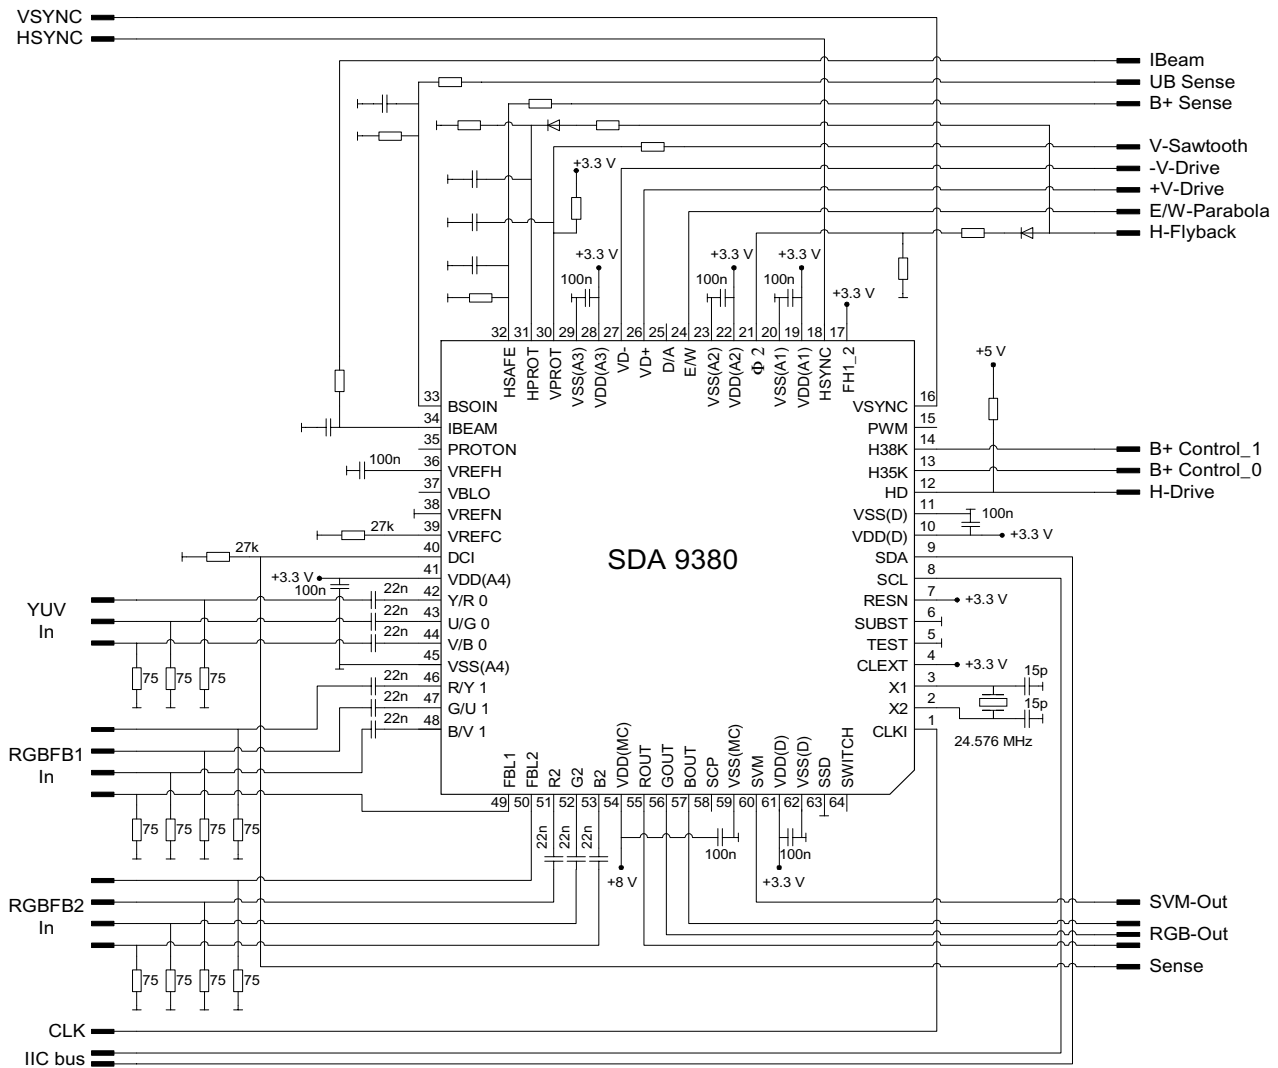 VSYNC
HSYNC
IBeam
UB Sense
B+ Sense
V-Sawtooth
-V-Drive
+V-Drive
E/W-Parabola
H-Flyback
+3.3 V
+3.3 V
100n
+3.3 V
100n
+3.3 V
100n
+3.3 V
32 31 30 29 28 27 26 25 24 23 22 21 20 19 18 17
HSAFE
HPROT
VPROT
VSS(A3)
VDD(A3)
VD-
VD+
D/A
E/W
VSS(A2)
VDD(A2)
Φ 2
VSS(A1)
VDD(A1)
HSYNC
FH1_2
+5 V
33 BSOIN
34 IBEAM
35 PROTON
100n 36 VREFH
37 VBLO
38 VREFN
27k 39 VREFC
27k 40 DCI
+3.3 V 41 VDD(A4)
100n
22n 42 Y/R 0
22n 43 U/G 0
22n 44 V/B 0
45 VSS(A4)
22n 46 R/Y 1
22n 47 G/U 1
22n 48 B/V 1
SDA 9380
VSYNC 16
PWM 15
H38K 14 B+ Control_1
H35K 13 B+ Control_0
HD 12 H-Drive
VSS(D) 11
100n
VDD(D) 10 +3.3 V
SDA 9
SCL 8
RESN 7 +3.3 V
SUBST 6
TEST 5
CLEXT 4 +3.3 V
X1 3 15p
X2 2 15p
CLKI 1
24.576 MHz
YUV
In
75 75 75
RGBFB1
In
75 75 75 75
RGBFB2
In
75 75 75 75
FBL1
FBL2
R2
G2
B2
VDD(MC)
ROUT
GOUT
BOUT
SCP
VSS(MC)
SVM
VDD(D)
VSS(D)
SSD
SWITCH
49 50 51 52 53 54 55 56 57 58 59 60 61 62 63 64
22n
22n
22n
100n
100n
+8 V
+3.3 V
SVM-Out
RGB-Out
Sense
CLK
IIC bus